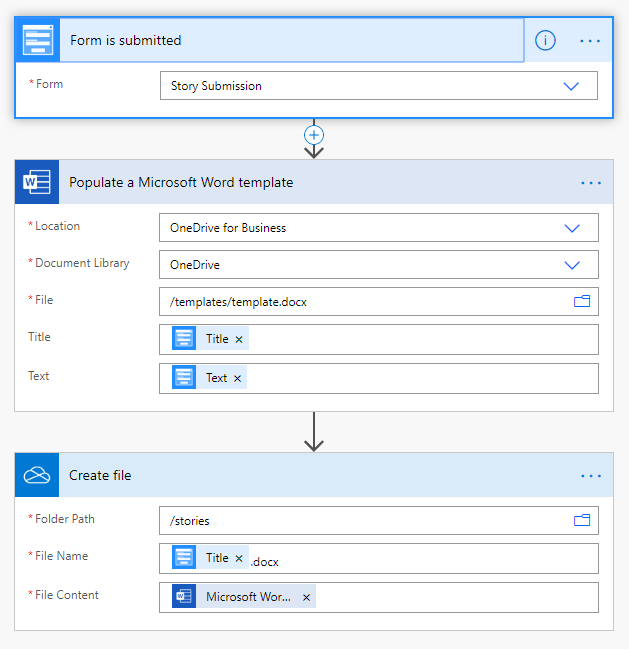 Form is submitted
* Form Story Submission
Populate a Microsoft Word template
* Location OneDrive for Business
* Document Library OneDrive
* File /templates/template.docx
Title Title ×
Text Text ×
Create file
* Folder Path /stories
* File Name Title × .docx
* File Content Microsoft Wor... ×